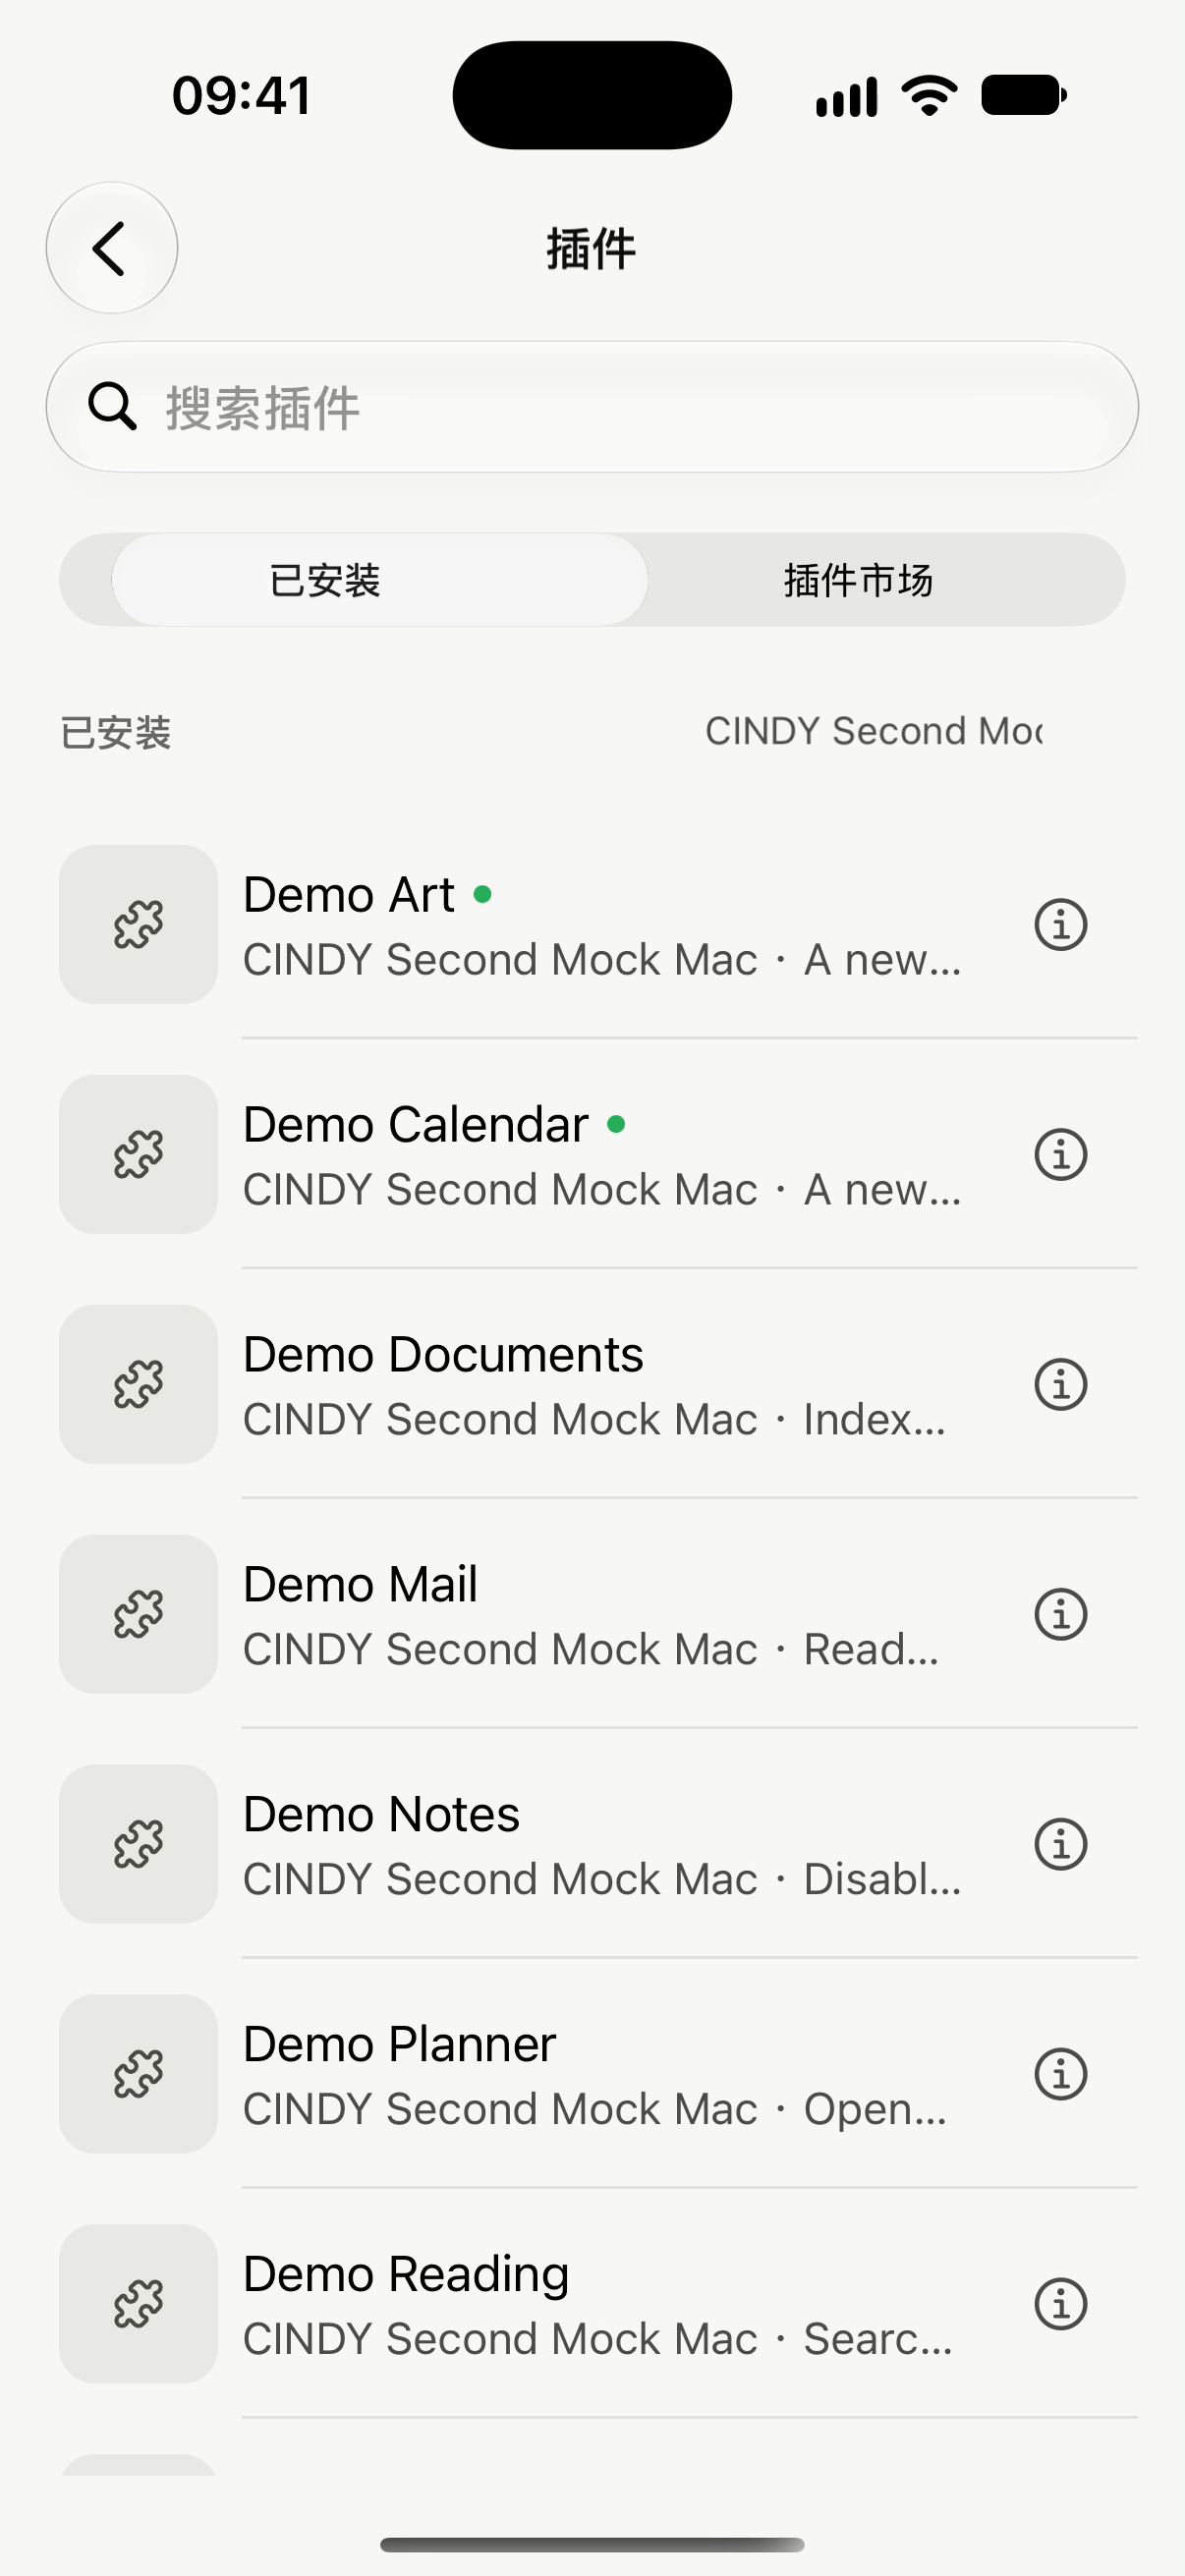 09:41
插件
搜索插件
已安装
插件市场
已安装
CINDY Second Mo
Demo Art
CINDY Second Mock Mac · A new...
Demo Calendar
CINDY Second Mock Mac · A new...
Demo Documents
CINDY Second Mock Mac · Index...
Demo Mail
CINDY Second Mock Mac · Read...
Demo Notes
CINDY Second Mock Mac · Disabl...
Demo Planner
CINDY Second Mock Mac · Open...
Demo Reading
CINDY Second Mock Mac · Searc...